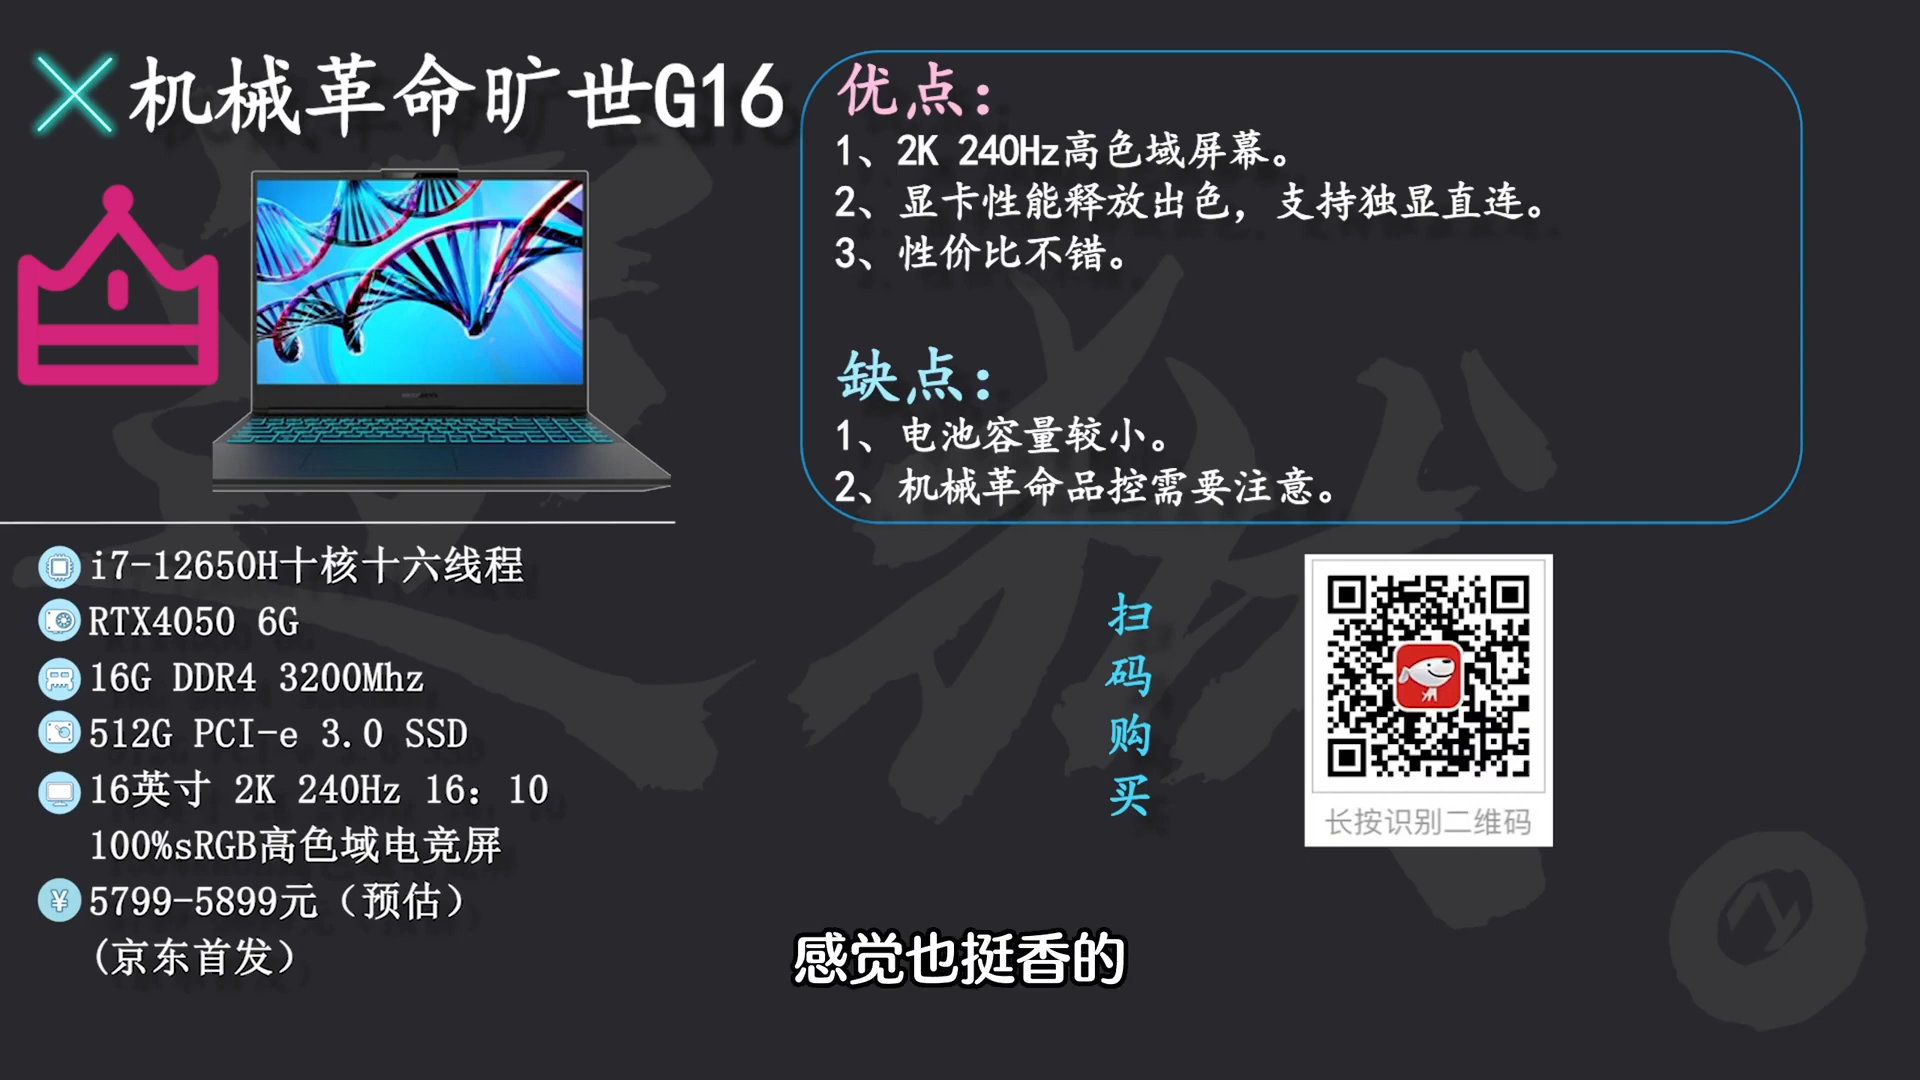 机械革命旷世G16
优点：
1、2K 240Hz高色域屏幕。
2、显卡性能释放出色，支持独显直连。
3、性价比不错。
缺点：
1、电池容量较小。
2、机械革命品控需要注意。
i7-12650H十核十六线程
RTX4050 6G
16G DDR4 3200Mhz
512G PCI-e 3.0 SSD
16英寸 2K 240Hz 16：10
100%sRGB高色域电竞屏
¥ 5799-5899元（预估）
(京东首发）
扫码购买
长按识别二维码
感觉也挺香的